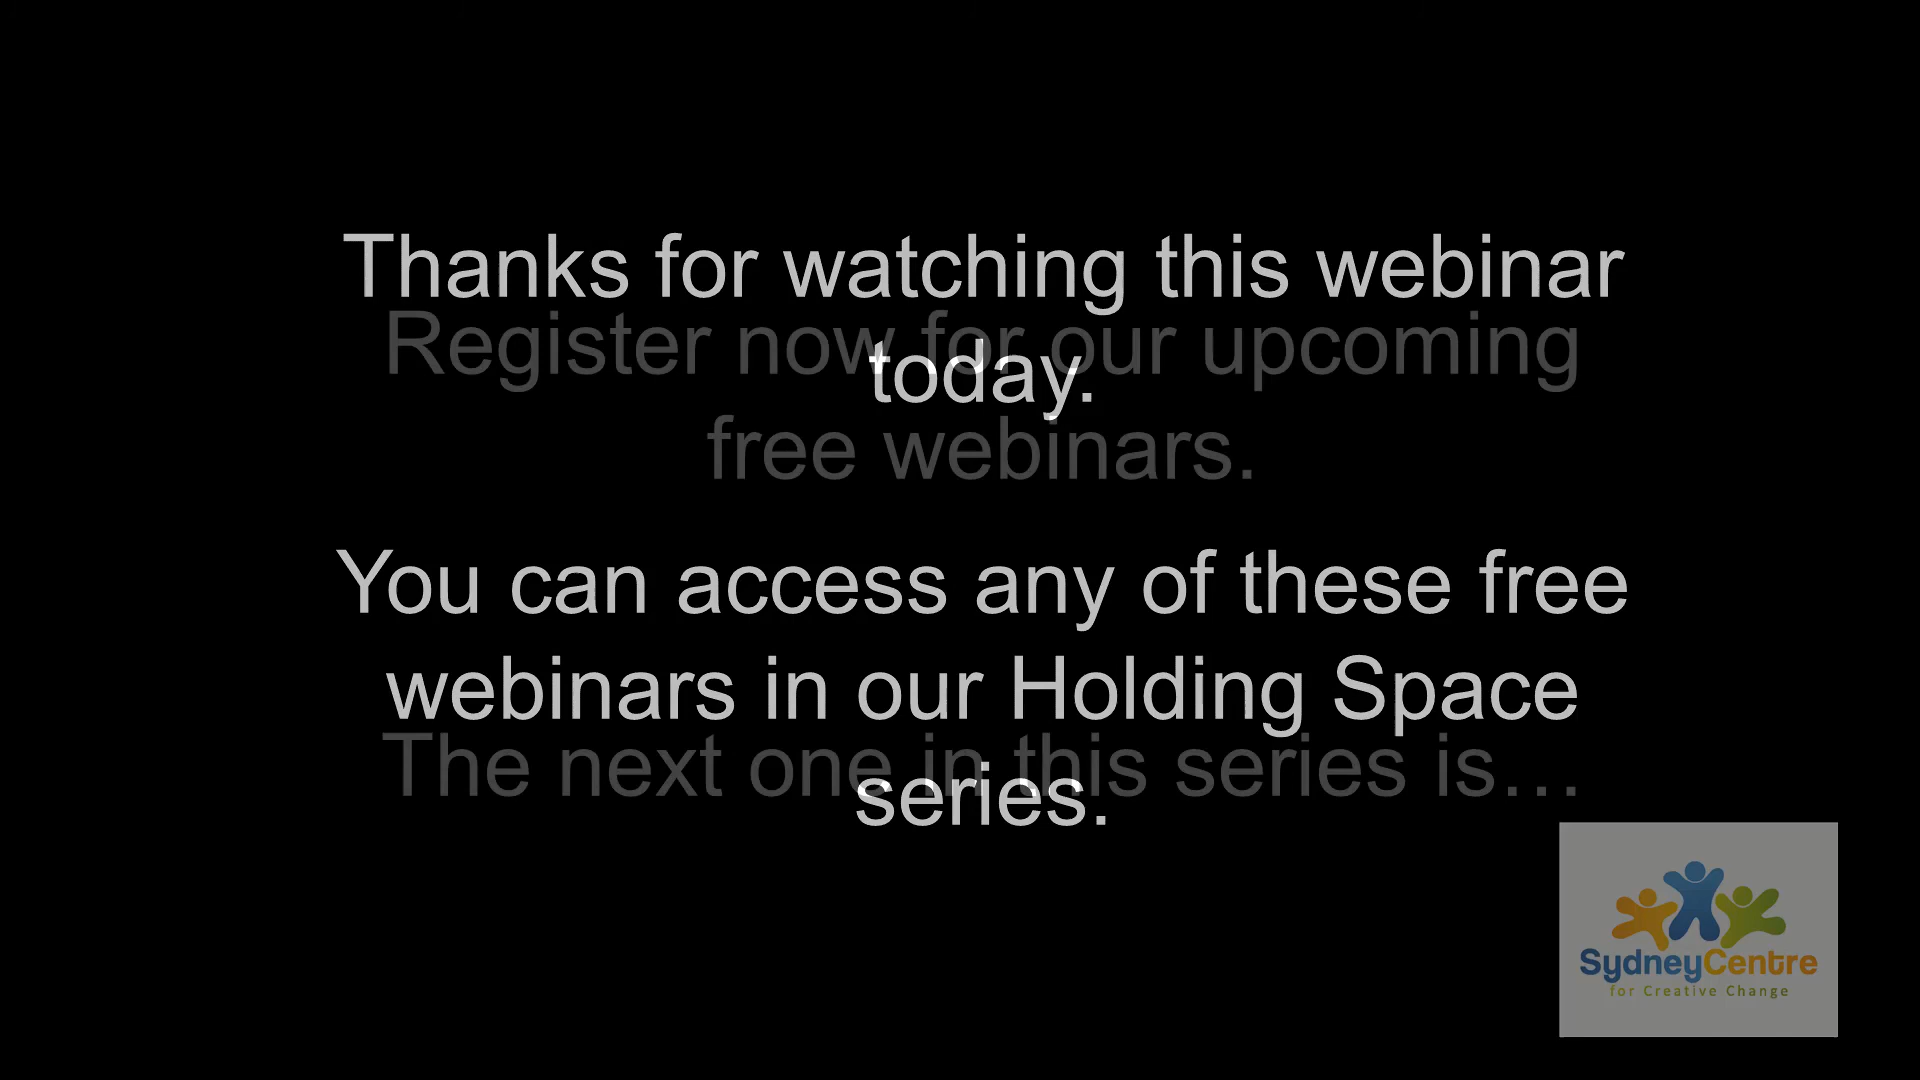 Thanks for watching this webinar
today.
You can access any of these free
webinars in our Holding Space
series.
Register now for our upcoming
free webinars.
The next one in this series is...
SydneyCentre
for Creative Change